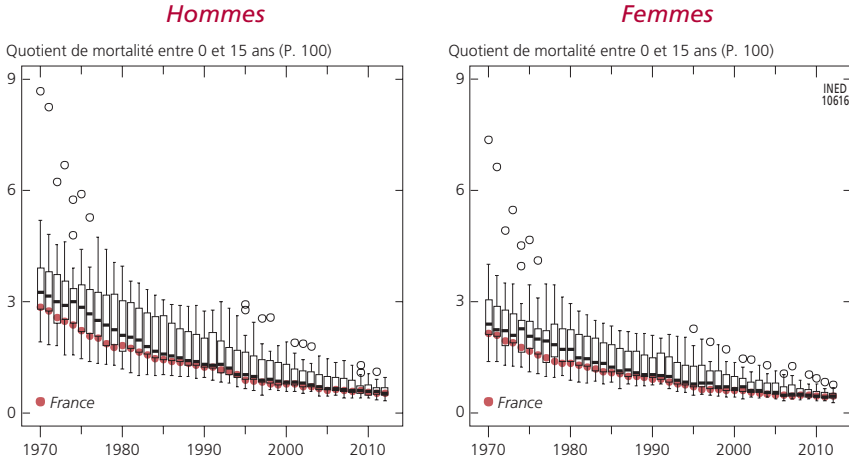 Hommes
Quotient de mortalité entre 0 et 15 ans (P. 100)
9
6
3
0
France
1970 1980 1990 2000 2010
Femmes
Quotient de mortalité entre 0 et 15 ans (P. 100)
9
INED
10616
6
3
0
France
1970 1980 1990 2000 2010